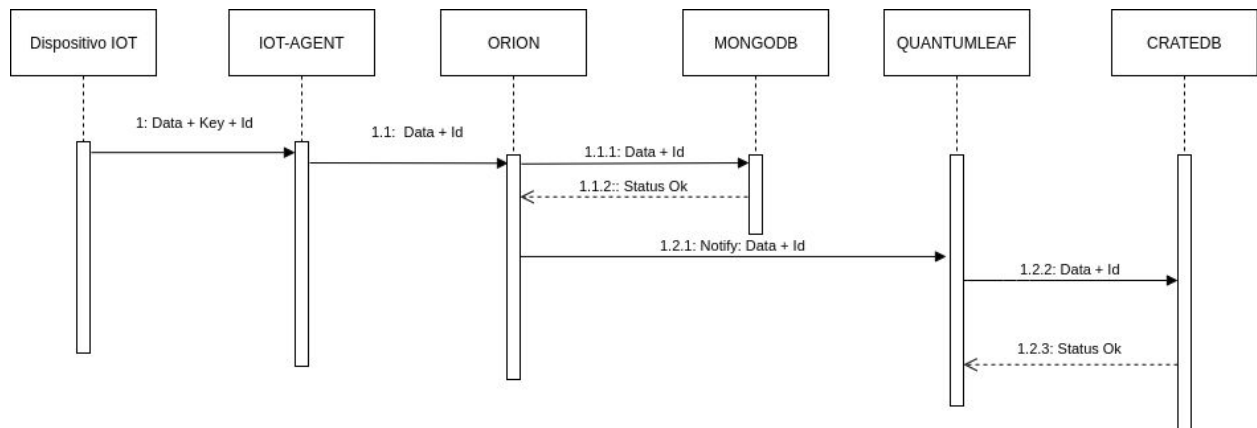 Dispositivo IOT
IOT-AGENT
ORION
MONGODB
QUANTUMLEAF
CRATEDB
1: Data + Key + Id
1.1: Data + Id
1.1.1: Data + Id
1.1.2:: Status Ok
1.2.1: Notify: Data + Id
1.2.2: Data + Id
1.2.3: Status Ok